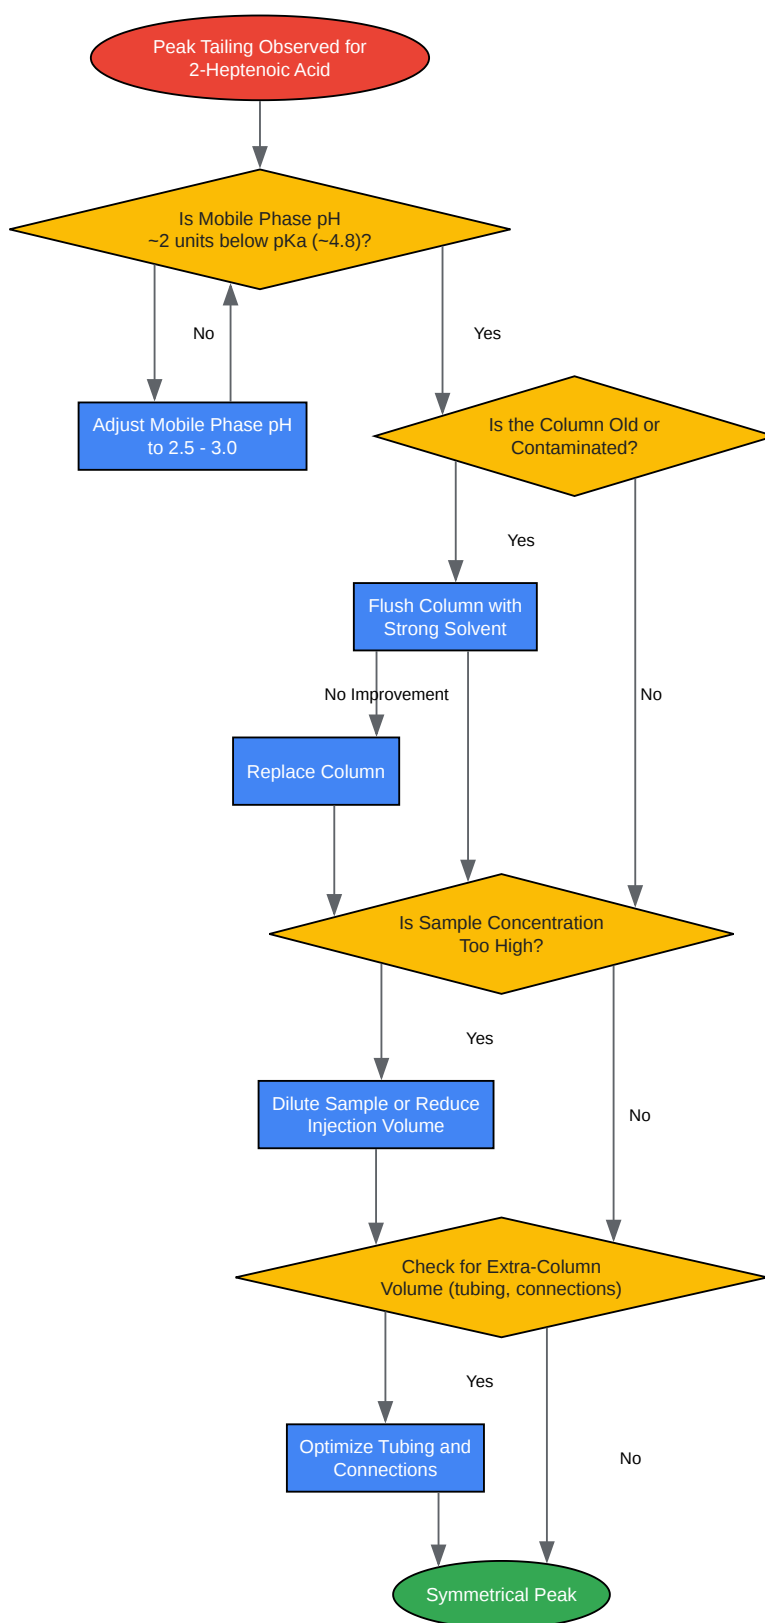 Peak Tailing Observed for
2-Heptenoic Acid
Is Mobile Phase pH
~2 units below pKa (~4.8)?
No
Yes
Adjust Mobile Phase pH
to 2.5 - 3.0
Is the Column Old or
Contaminated?
Yes
Flush Column with
Strong Solvent
No Improvement
No
Replace Column
Is Sample Concentration
Too High?
Yes
Dilute Sample or Reduce
Injection Volume
No
Check for Extra-Column
Volume (tubing, connections)
Yes
Optimize Tubing and
Connections
No
Symmetrical Peak